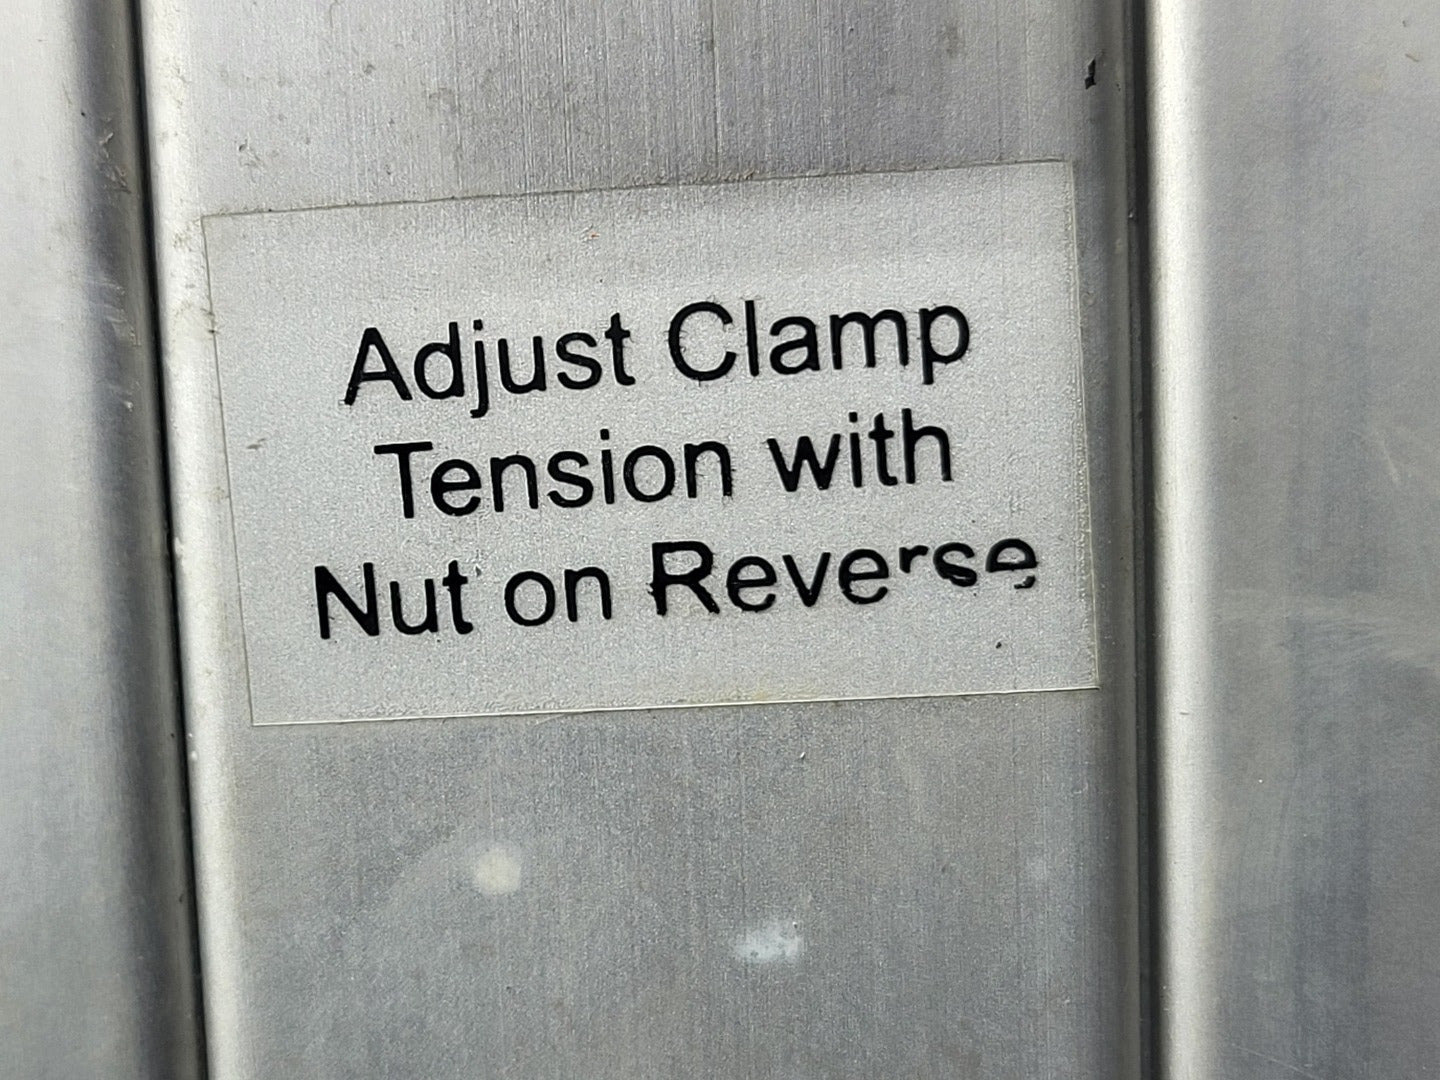 Adjust Clamp
Tension with
Nut on Reverse